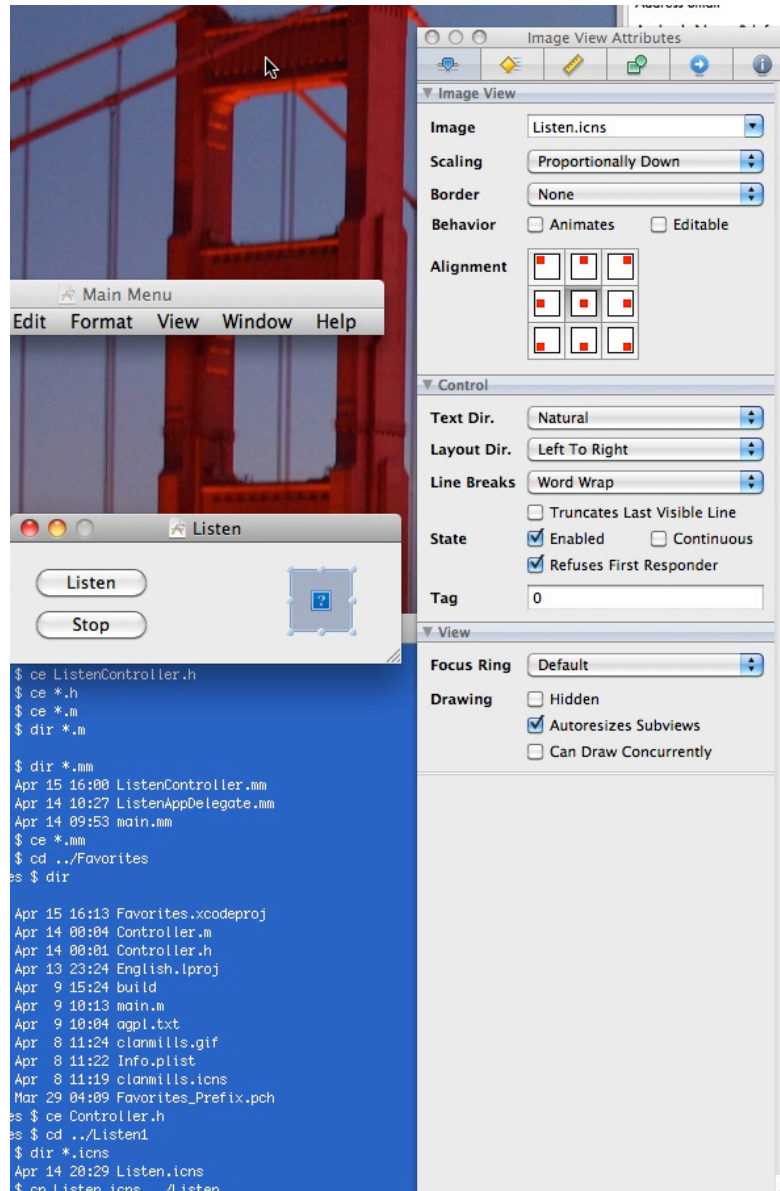 Image View Attributes
Image View
Image Listen.icns
Scaling Proportionally Down
Border None
Behavior Animates Editable
Alignment
Main Menu
Edit Format View Window Help
Control
Text Dir. Natural
Layout Dir. Left To Right
Line Breaks Word Wrap
Truncates Last Visible Line
State Enabled Continuous
Refuses First Responder
Tag 0
View
Focus Ring Default
Drawing Hidden
Autoresizes Subviews
Can Draw Concurrently
Listen
Listen
?
Stop
$ ce ListenController.h
$ ce *.h
$ ce *.m
$ dir *.m
$ dir *.mm
Apr 15 16:00 ListenController.mm
Apr 14 10:27 ListenAppDelegate.mm
Apr 14 09:53 main.mm
$ ce *.mm
$ cd ../Favorites
es $ dir
Apr 15 16:13 Favorites.xcodeproj
Apr 14 00:04 Controller.m
Apr 14 00:01 Controller.h
Apr 13 23:24 English.lproj
Apr 9 15:24 build
Apr 9 10:13 main.m
Apr 9 10:04 agpl.txt
Apr 8 11:24 clanmills.gif
Apr 8 11:22 Info.plist
Apr 8 11:19 clanmills.icns
Mar 29 04:09 Favorites_Prefix.pch
es $ ce Controller.h
es $ cd ../Listen1
$ dir *.icns
Apr 14 20:29 Listen.icns
$ cp Listen.icns ../Listen